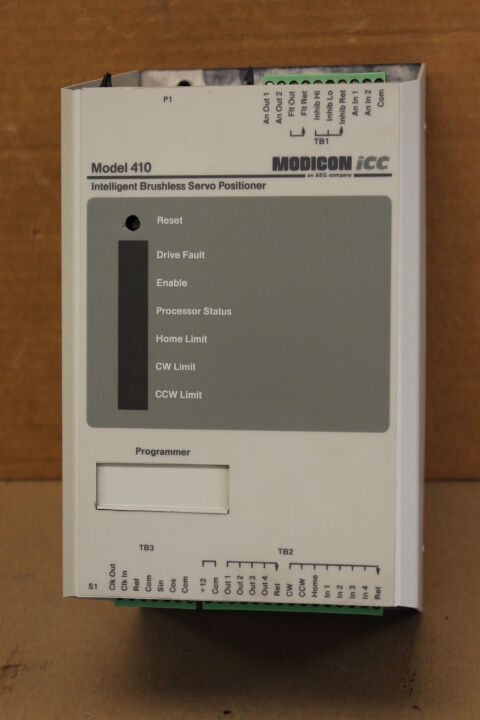 P1
An Out 1
An Out 2
Flt Out
Flt Ret
Inhib Hi
Inhib Lo
Inhib Ret
An In 1
An In 2
Com
TB1
Model 410
MODICON icc
an AEG company
Intelligent Brushless Servo Positioner
Reset
Drive Fault
Enable
Processor Status
Home Limit
CW Limit
CCW Limit
Programmer
TB3
TB2
S1
Clk Out
Clk In
Ref
Com
Sin
Cos
Com
+12
Com
Out 1
Out 2
Out 3
Out 4
Ret
CW
CCW
Home
In 1
In 2
In 3
In 4
Ret